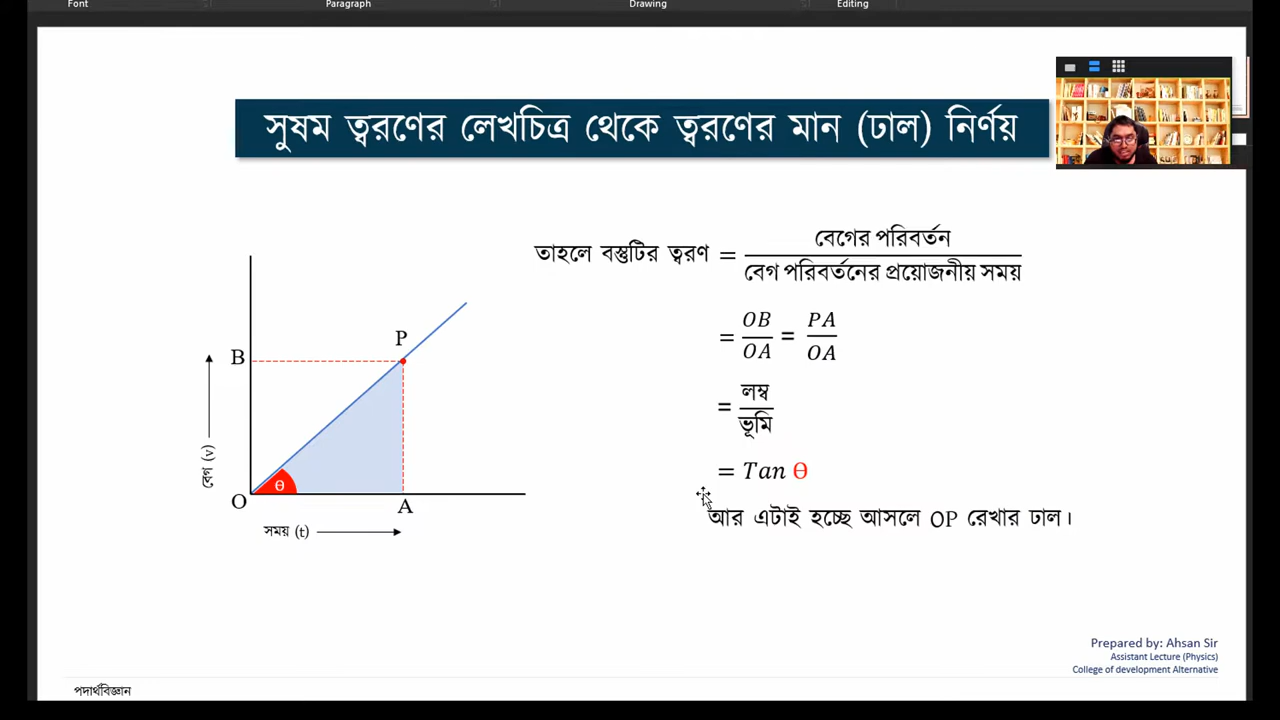 Font Paragraph Drawing Editing
সুষম ত্বরণের লেখচিত্র থেকে ত্বরণের মান (ঢাল) নির্ণয়
তাহলে বস্তুটির ত্বরণ = বেগের পরিবর্তন / বেগ পরিবর্তনের প্রয়োজনীয় সময়
= OB / OA = PA / OA
= লম্ব / ভূমি
= Tan Ө
আর এটাই হচ্ছে আসলে OP রেখার ঢাল।
P
B
বেগ (v)
Ө
O
A
সময় (t)
Prepared by: Ahsan Sir
Assistant Lecture (Physics)
College of development Alternative
পদার্থবিজ্ঞান